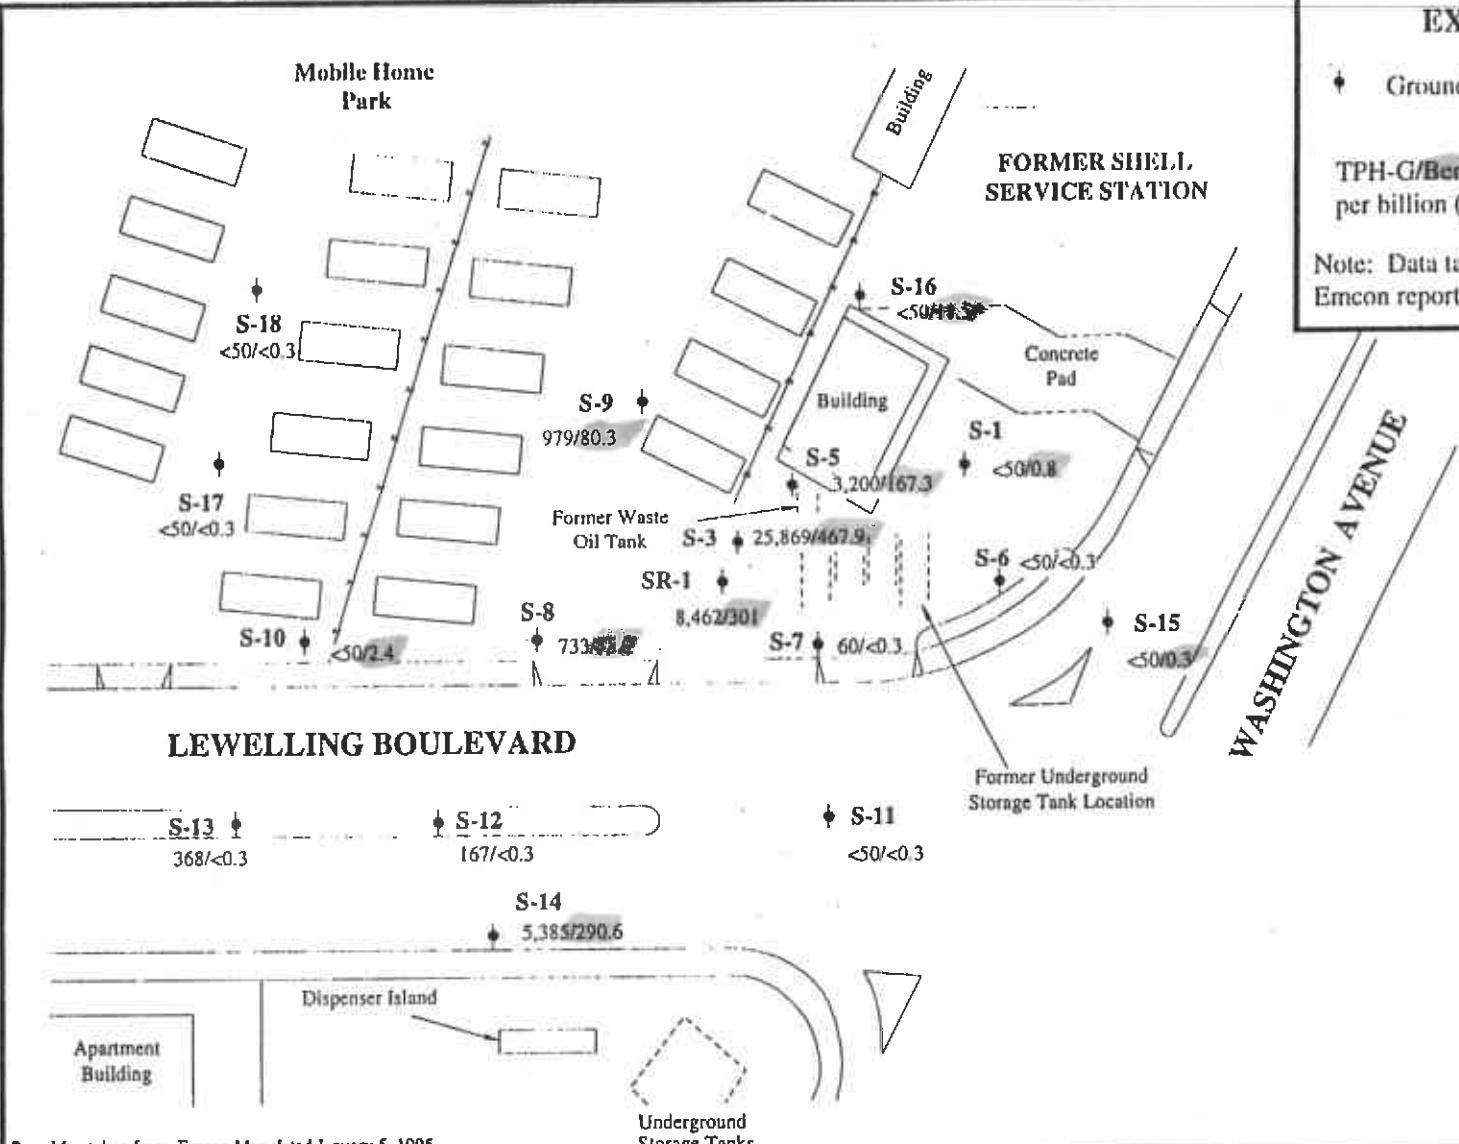 EX
Ground
TPH-G/Ben
per billion (
Note: Data ta
Emcon report
Mobile Home
Park
Building
FORMER SHELL
SERVICE STATION
S-16
<50/
S-18
<50/<0.3
Concrete
Pad
Building
S-9
979/80.3
S-1
<50/0.8
S-5
3,200/167.3
S-17
<50/<0.3
Former Waste
Oil Tank
S-3
25,869/467.9
S-6
<50/<0.3
SR-1
8,462/301
S-10
<50/2.4
S-8
733/
S-7
60/<0.3
S-15
<50/0.3
WASHINGTON AVENUE
LEWELLING BOULEVARD
Former Underground
Storage Tank Location
S-13
368/<0.3
S-12
167/<0.3
S-11
<50/<0.3
S-14
5,385/290.6
Dispenser Island
Apartment
Building
Underground
Storage Tanks